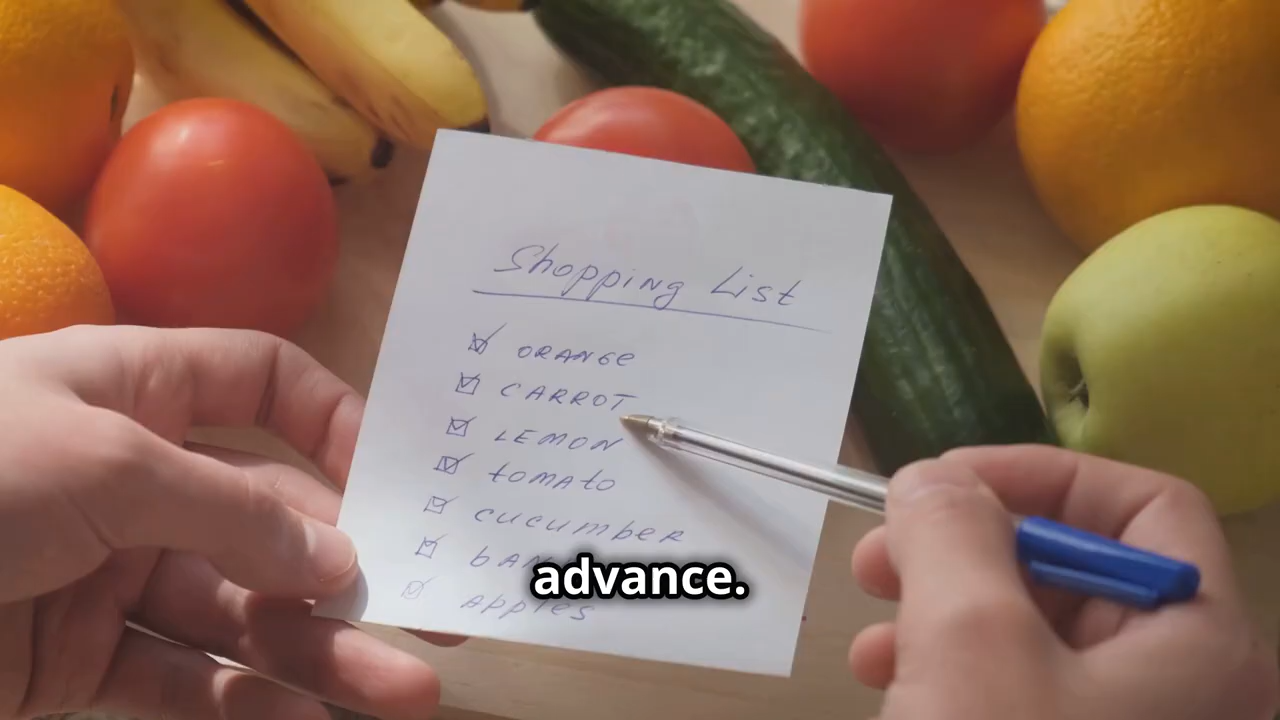 Shopping List
ORANGE
CARROT
LEMON
tomato
cucumber
advance.
Apples